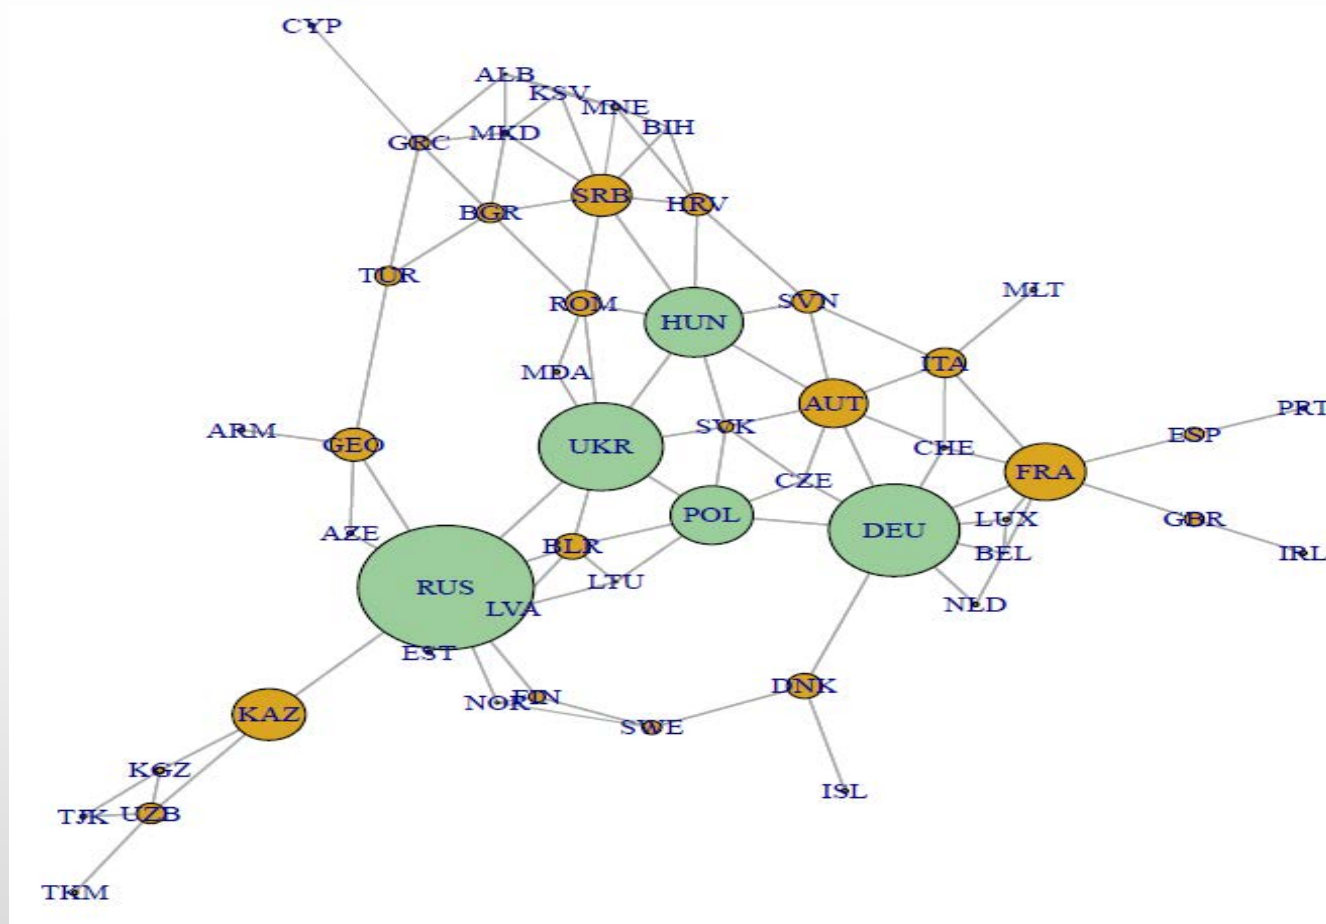 CYP
ALB
KSV
MNE
BIH
MKD
GRC
SRB
HRV
BGR
TUR
MLT
ROM
SVN
HUN
ITA
MDA
AUT
PRT
ARM
SVK
ESP
GEO
UKR
CHE
FRA
CZE
POL
LUX
GBR
DEU
AZE
BLR
BEL
IRL
LTU
RUS
LVA
NLD
EST
DNK
NOR
FIN
KAZ
SWE
KGZ
ISL
TJK
UZB
TKM